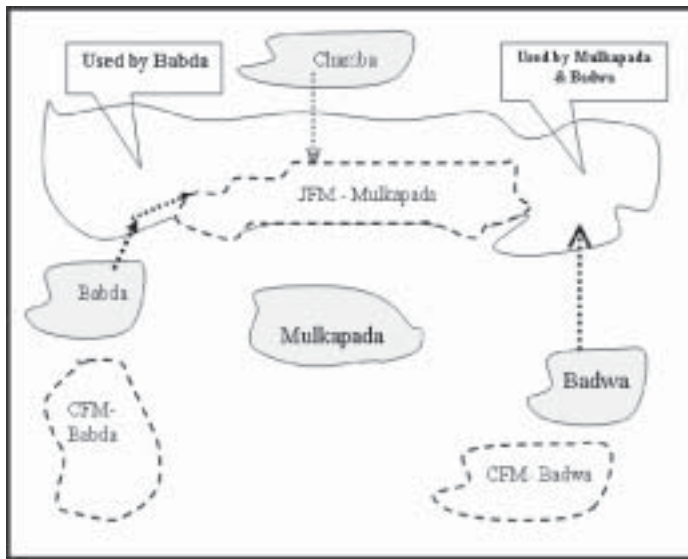 Used by Babda
Chamba
Used by Mulkapada
& Badwa
JFM - Mulkapada
Babda
Mulkapada
Badwa
CFM-
Babda
CFM- Badwa